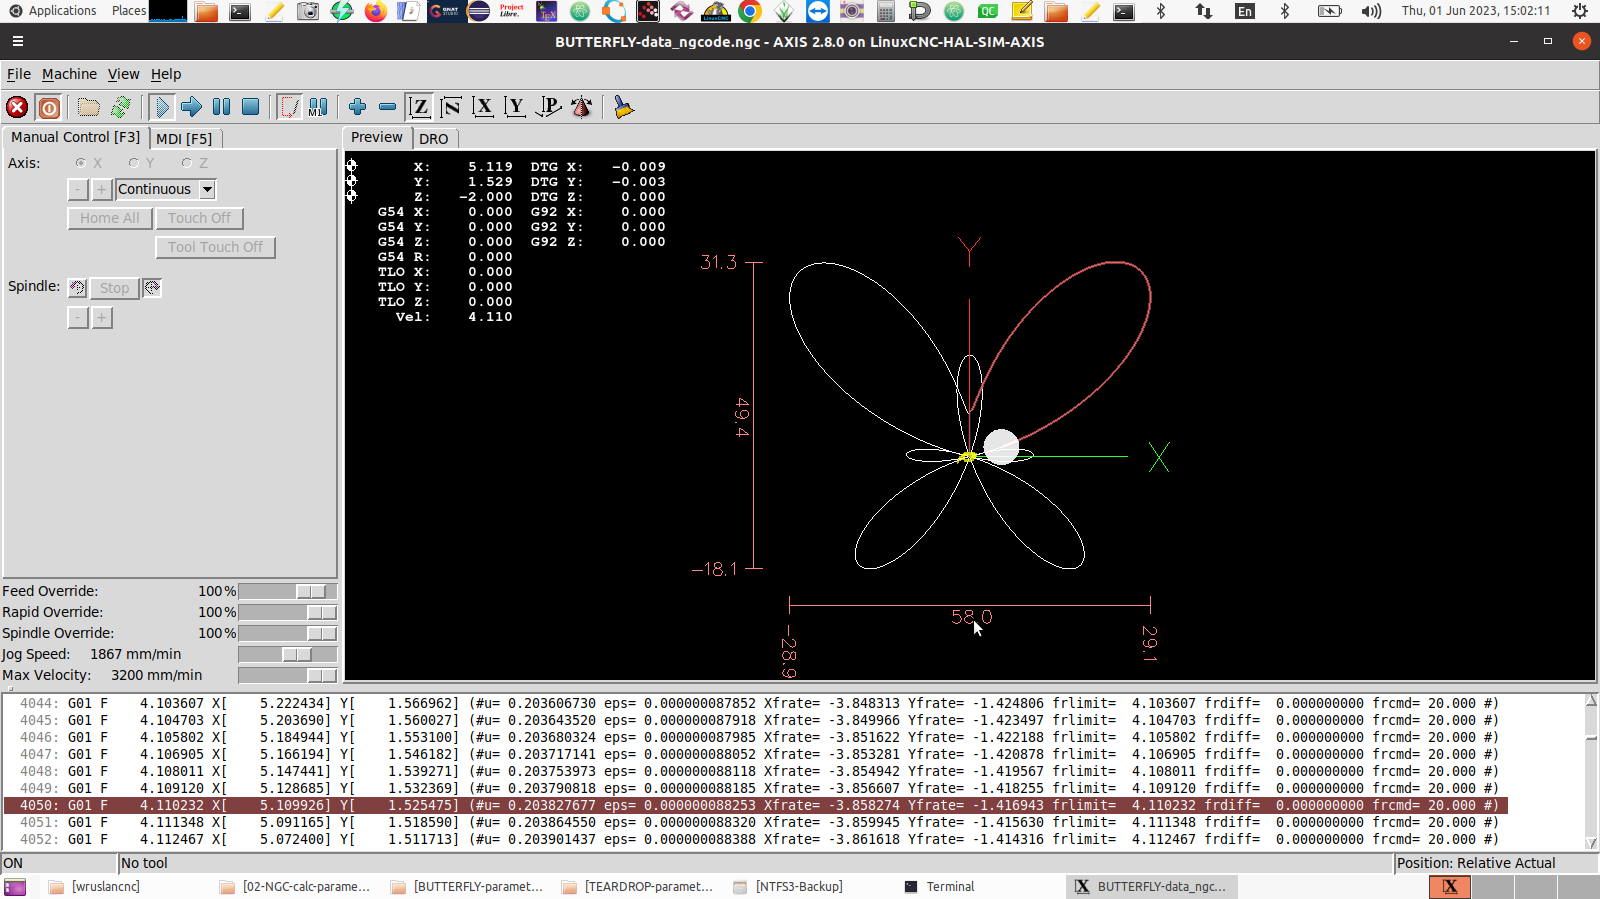 Applications Places En Thu, 01 Jun 2023, 15:02:11
BUTTERFLY-data_ngcode.ngc - AXIS 2.8.0 on LinuxCNC-HAL-SIM-AXIS
File Machine View Help
Manual Control [F3] MDI [F5] Preview DRO
Axis: X Y Z
- + Continuous
Home All Touch Off
Tool Touch Off
Spindle: Stop
- +
X: 5.119 DTG X: -0.009
Y: 1.529 DTG Y: -0.003
Z: -2.000 DTG Z: 0.000
G54 X: 0.000 G92 X: 0.000
G54 Y: 0.000 G92 Y: 0.000
G54 Z: 0.000 G92 Z: 0.000
G54 R: 0.000
TLO X: 0.000
TLO Y: 0.000
TLO Z: 0.000
Vel: 4.110
Y
31.3
49.4
X
-18.1
58.0
-28.9
29.1
Feed Override: 100%
Rapid Override: 100%
Spindle Override: 100%
Jog Speed: 1867 mm/min
Max Velocity: 3200 mm/min
4044: G01 F 4.103607 X[ 5.222434] Y[ 1.566962] (#u= 0.203606730 eps= 0.000000087852 Xfrate= -3.848313 Yfrate= -1.424806 frlimit= 4.103607 frdiff= 0.000000000 frcmd= 20.000 #)
4045: G01 F 4.104703 X[ 5.203690] Y[ 1.560027] (#u= 0.203643520 eps= 0.000000087918 Xfrate= -3.849966 Yfrate= -1.423497 frlimit= 4.104703 frdiff= 0.000000000 frcmd= 20.000 #)
4046: G01 F 4.105802 X[ 5.184944] Y[ 1.553100] (#u= 0.203680324 eps= 0.000000087985 Xfrate= -3.851622 Yfrate= -1.422188 frlimit= 4.105802 frdiff= 0.000000000 frcmd= 20.000 #)
4047: G01 F 4.106905 X[ 5.166194] Y[ 1.546182] (#u= 0.203717141 eps= 0.000000088052 Xfrate= -3.853281 Yfrate= -1.420878 frlimit= 4.106905 frdiff= 0.000000000 frcmd= 20.000 #)
4048: G01 F 4.108011 X[ 5.147441] Y[ 1.539271] (#u= 0.203753973 eps= 0.000000088118 Xfrate= -3.854942 Yfrate= -1.419567 frlimit= 4.108011 frdiff= 0.000000000 frcmd= 20.000 #)
4049: G01 F 4.109120 X[ 5.128685] Y[ 1.532369] (#u= 0.203790818 eps= 0.000000088185 Xfrate= -3.856607 Yfrate= -1.418255 frlimit= 4.109120 frdiff= 0.000000000 frcmd= 20.000 #)
4050: G01 F 4.110232 X[ 5.109926] Y[ 1.525475] (#u= 0.203827677 eps= 0.000000088253 Xfrate= -3.858274 Yfrate= -1.416943 frlimit= 4.110232 frdiff= 0.000000000 frcmd= 20.000 #)
4051: G01 F 4.111348 X[ 5.091165] Y[ 1.518590] (#u= 0.203864550 eps= 0.000000088320 Xfrate= -3.859945 Yfrate= -1.415630 frlimit= 4.111348 frdiff= 0.000000000 frcmd= 20.000 #)
4052: G01 F 4.112467 X[ 5.072400] Y[ 1.511713] (#u= 0.203901437 eps= 0.000000088388 Xfrate= -3.861618 Yfrate= -1.414316 frlimit= 4.112467 frdiff= 0.000000000 frcmd= 20.000 #)
ON No tool Position: Relative Actual
[wruslancnc] [02-NGC-calc-parame... [BUTTERFLY-paramet... [TEARDROP-paramet... [NTFS3-Backup] Terminal BUTTERFLY-data_ngc...